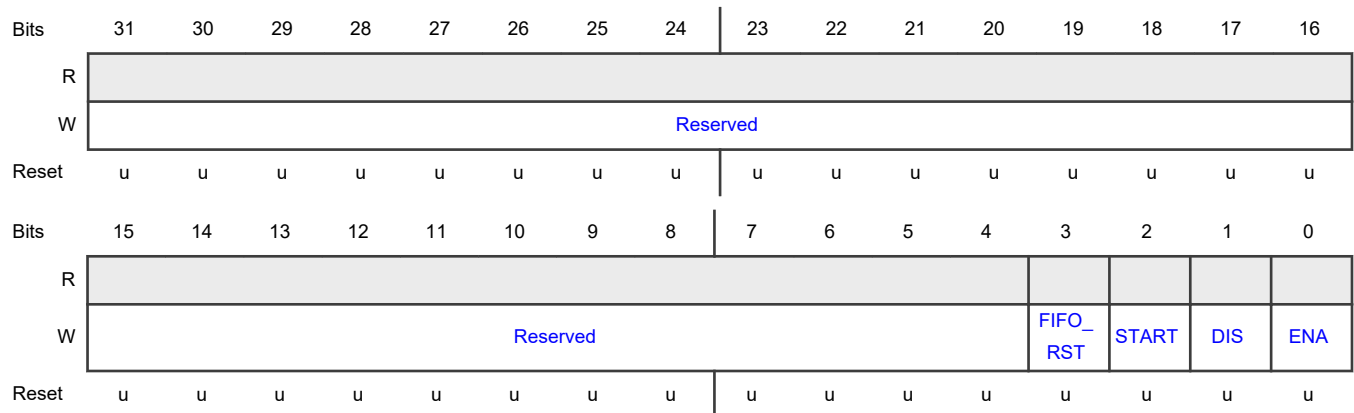 Bits 31 30 29 28 27 26 25 24 23 22 21 20 19 18 17 16
R
W Reserved
Reset u u u u u u u u u u u u u u u u
Bits 15 14 13 12 11 10 9 8 7 6 5 4 3 2 1 0
R
W Reserved FIFO_ START DIS ENA
RST
Reset u u u u u u u u u u u u u u u u